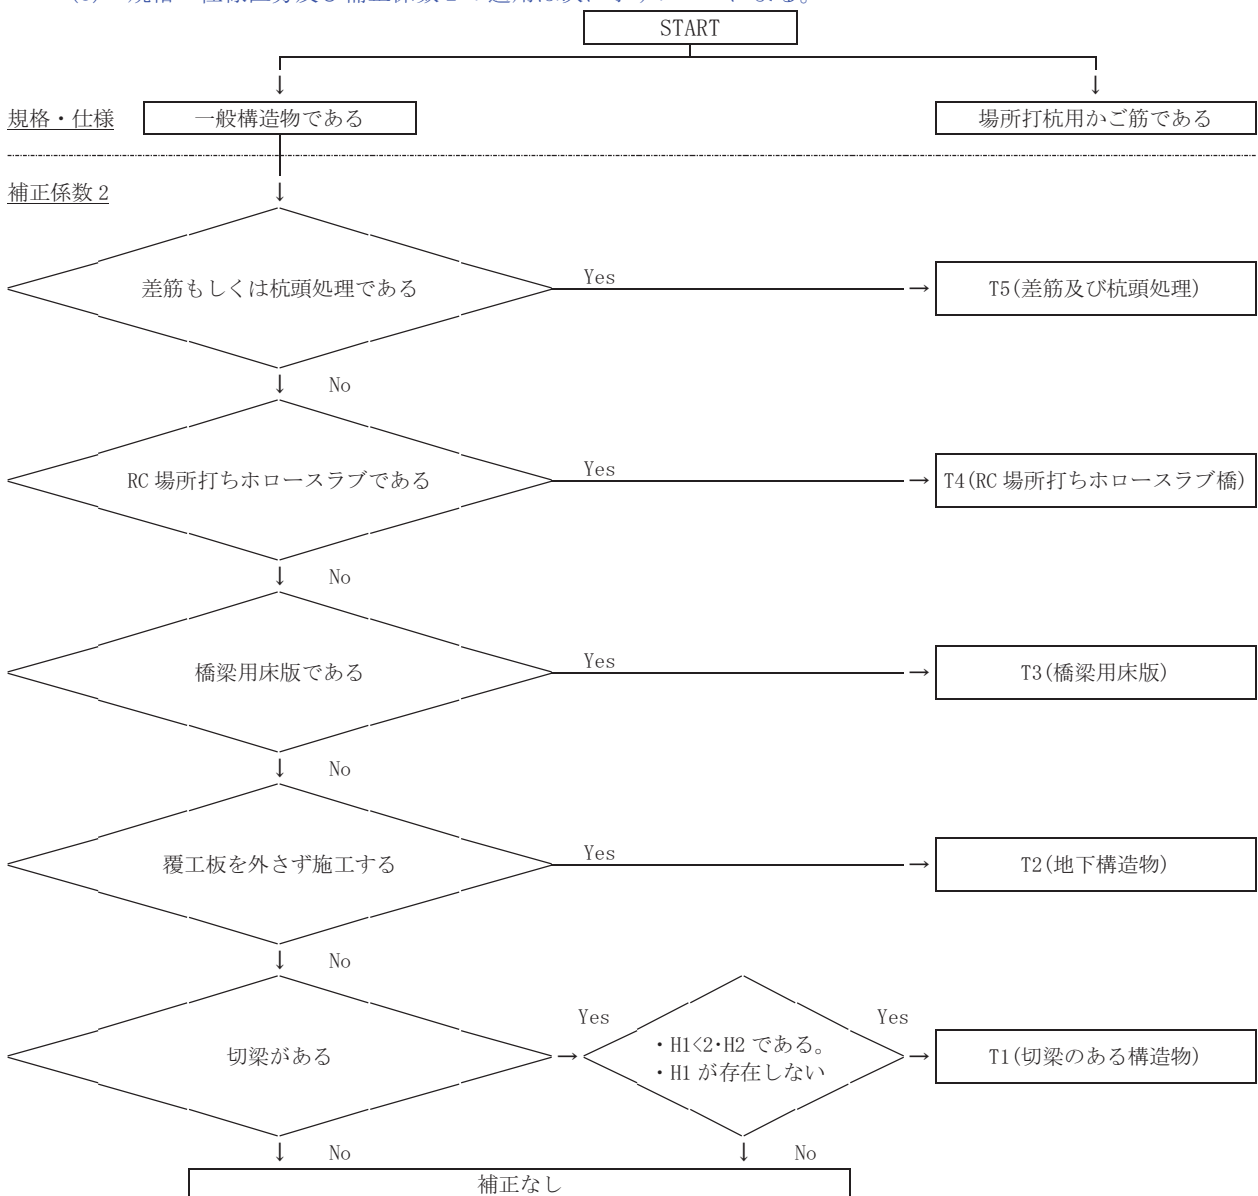 START
規格・仕様
一般構造物である
場所打杭用かご筋である
補正係数 2
差筋もしくは杭頭処理である
Yes
T5(差筋及び杭頭処理)
No
RC 場所打ちホロースラブである
Yes
T4(RC 場所打ちホロースラブ橋)
No
橋梁用床版である
Yes
T3(橋梁用床版)
No
覆工板を外さず施工する
Yes
T2(地下構造物)
No
切梁がある
Yes
・H1<2・H2 である。
・H1 が存在しない
Yes
T1(切梁のある構造物)
No
No
補正なし